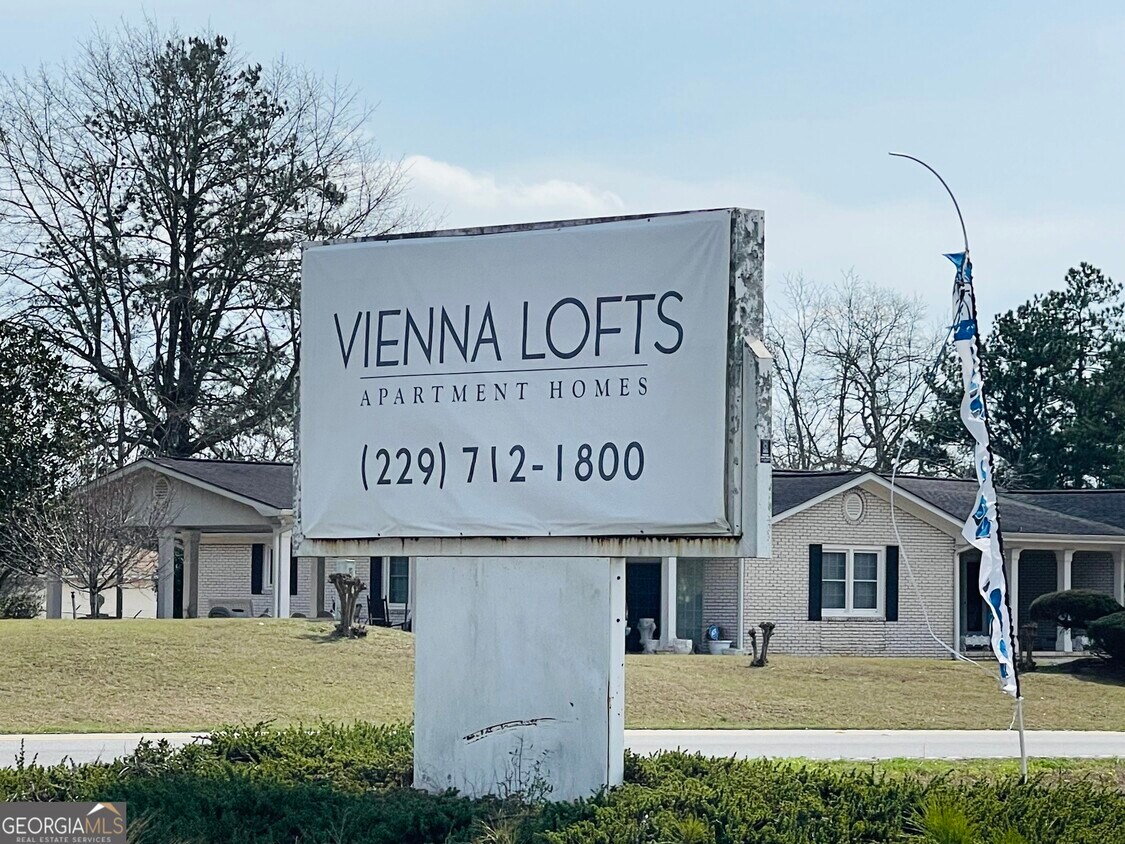 VIENNA LOFTS
APARTMENT HOMES
(229) 712-1800
GEORGIAMLS
REAL ESTATE SERVICES